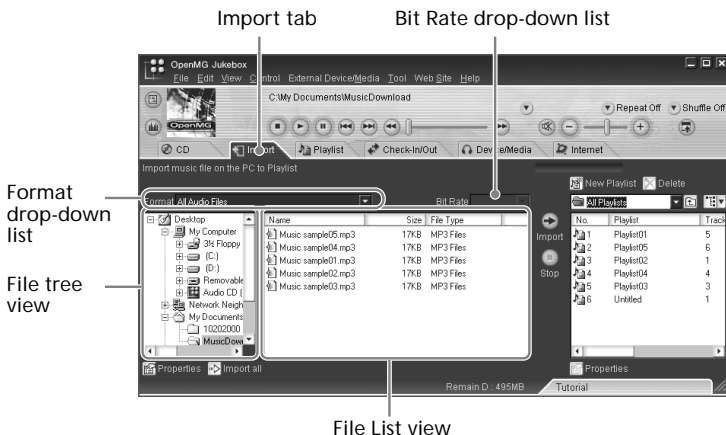 Import tab
Bit Rate drop-down list
OpenMG Jukebox
File Edit View Control External Device/Media Tool Web Site Help
C:\My Documents\MusicDownload
OpenMG
Repeat Off
Shuffle Off
CD
Import
Playlist
Check-In/Out
Device/Media
Internet
Import music file on the PC to Playlist
New Playlist
Delete
Format drop-down list
Format All Audio Files
Bit Rate
All Playlists
File tree view
Desktop
My Computer
3½ Floppy
(C:)
(D:)
Removable
Audio CD (
Network Neigh
My Documents
10202000
MusicDow
Name Size File Type
Music sample05.mp3 17KB MP3 Files
Music sample04.mp3 17KB MP3 Files
Music sample01.mp3 17KB MP3 Files
Music sample02.mp3 17KB MP3 Files
Music sample03.mp3 17KB MP3 Files
Import
Stop
No. Playlist Track
1 Playlist01 5
2 Playlist05 6
3 Playlist02 1
4 Playlist04 4
5 Playlist03 3
6 Untitled 1
Properties
Import all
Properties
Remain D : 495MB
Tutorial
File List view